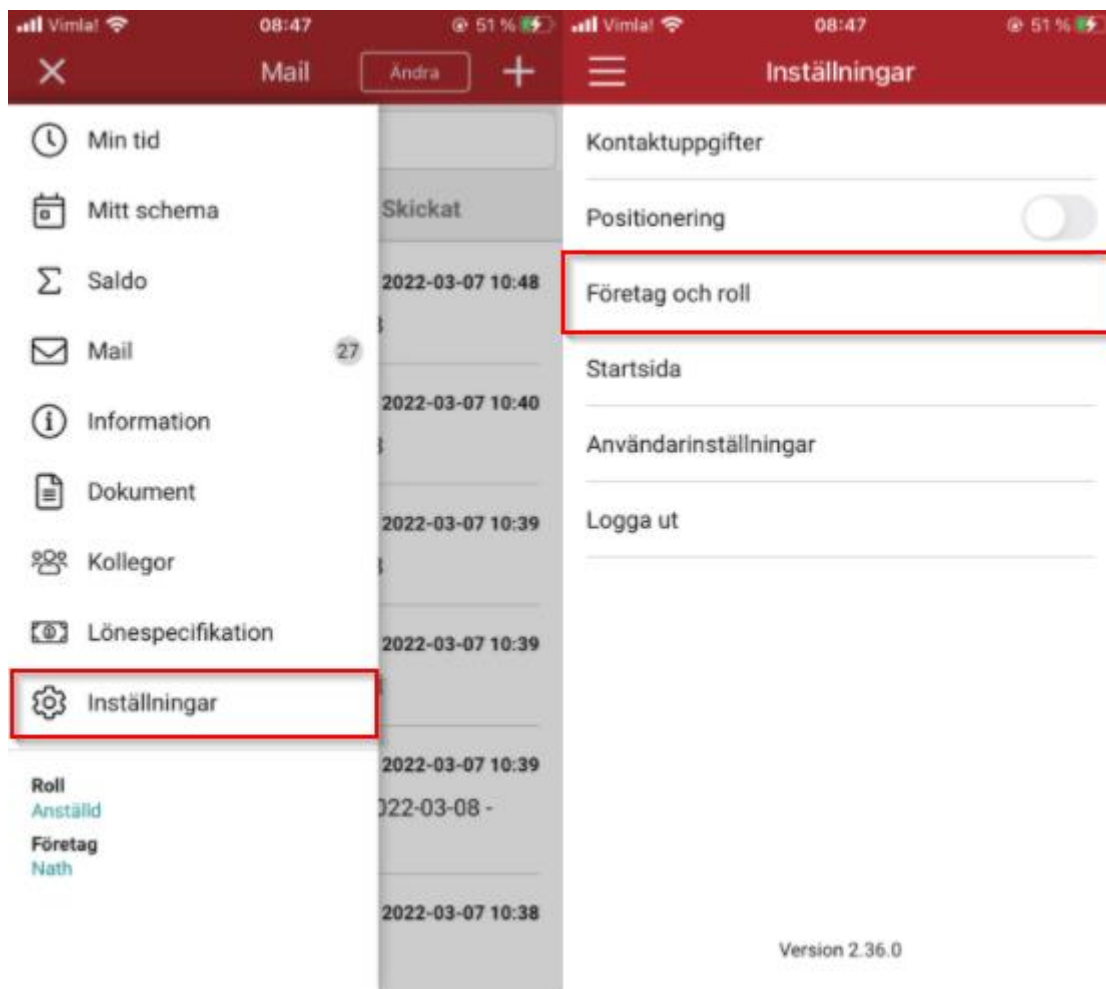 Vimla! 08:47 51 %
Mail Ändra
Min tid
Mitt schema
Saldo
Mail 27
Information
Dokument
Kollegor
Lönespecifikation
Inställningar
Roll
Anställd
Företag
Nath
Skickat
2022-03-07 10:48
2022-03-07 10:40
2022-03-07 10:39
2022-03-07 10:39
2022-03-07 10:39
022-03-08 -
2022-03-07 10:38
Vimla! 08:47 51 %
Inställningar
Kontaktuppgifter
Positionering
Företag och roll
Startsida
Användarinställningar
Logga ut
Version 2.36.0